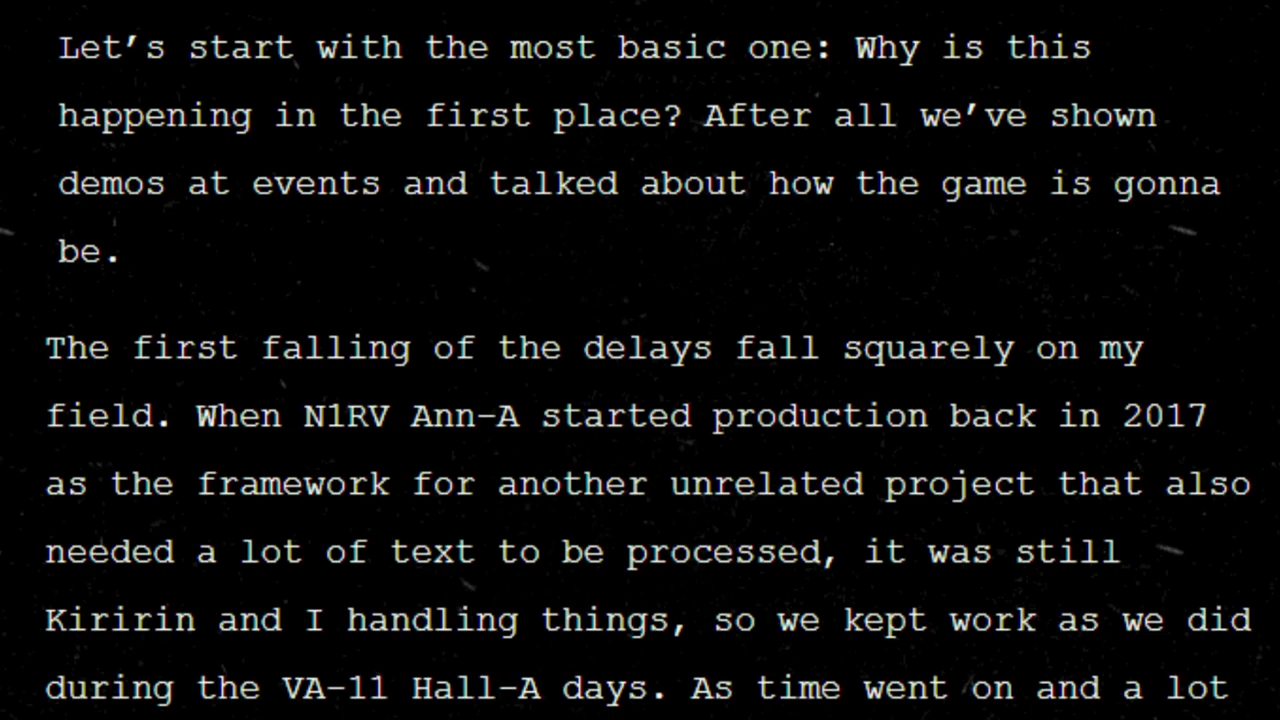 Let’s start with the most basic one: Why is this
happening in the first place? After all we’ve shown
demos at events and talked about how the game is gonna
be.
The first falling of the delays fall squarely on my
field. When N1RV Ann-A started production back in 2017
as the framework for another unrelated project that also
needed a lot of text to be processed, it was still
Kiririn and I handling things, so we kept work as we did
during the VA-11 Hall-A days. As time went on and a lot